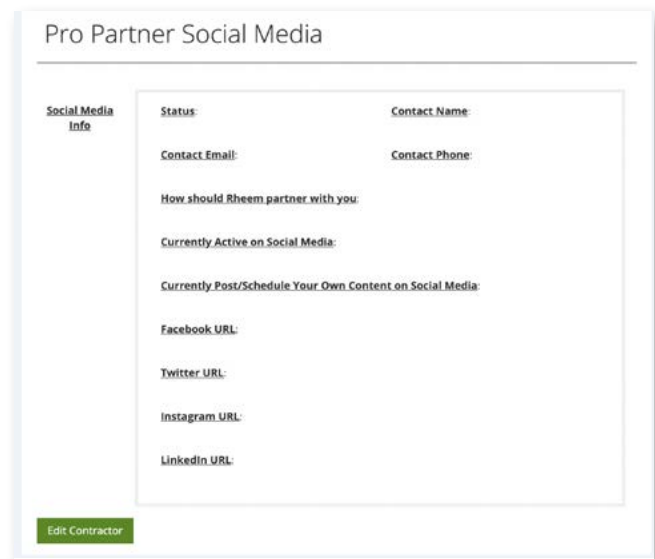 Pro Partner Social Media
Social Media
Info
Status:
Contact Name:
Contact Email:
Contact Phone:
How should Rheem partner with you:
Currently Active on Social Media:
Currently Post/Schedule Your Own Content on Social Media:
Facebook URL:
Twitter URL:
Instagram URL:
LinkedIn URL:
Edit Contractor